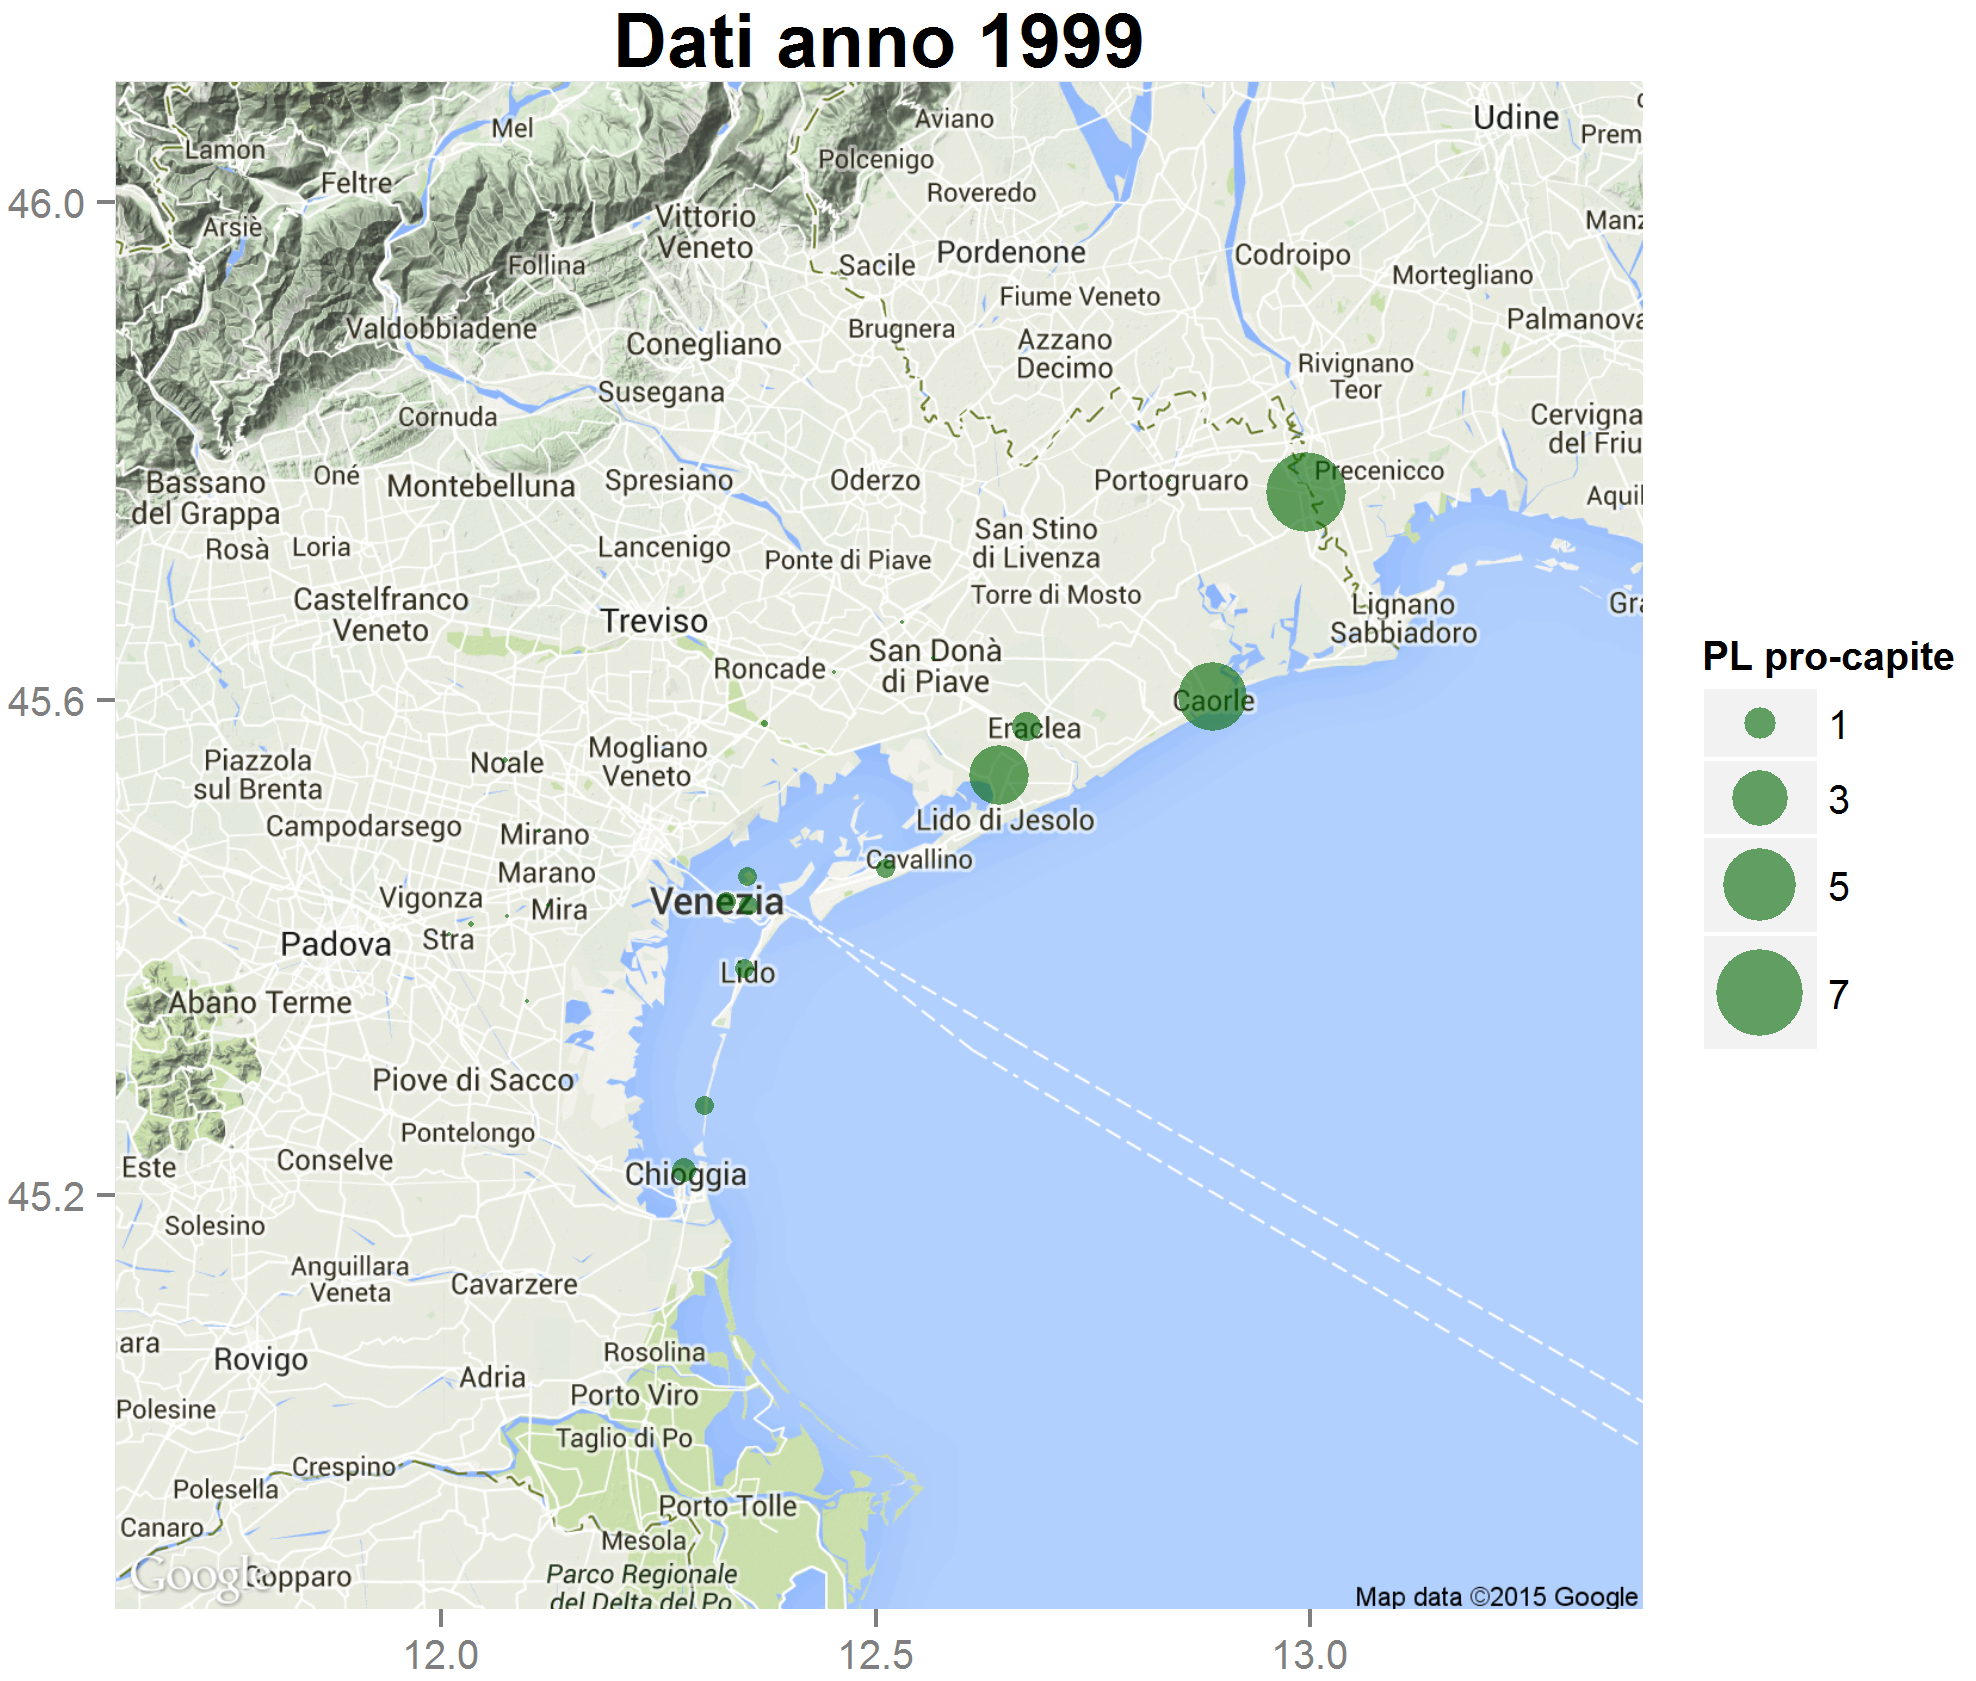 Dati anno 1999
Mel
Aviano
Udine
Prem
Lamon
Polcenigo
Feltre
Roveredo
Arsiè
Vittorio
Veneto
Manz
Follina
Sacile
Pordenone
Codroipo
Mortegliano
Fiume Veneto
Valdobbiadene
Conegliano
Brugnera
Azzano
Decimo
Palmanova
Rivignano
Teor
Susegana
Cornuda
Cervigna
del Friu
Bassano
del Grappa
Oné
Montebelluna
Spresiano
Oderzo
Portogruaro
Precenicco
Aquil
Rosà
Loria
Lancenigo
Ponte di Piave
San Stino
di Livenza
Torre di Mosto
Castelfranco
Veneto
Treviso
Lignano
Sabbiadoro
Gra
Roncade
San Donà
di Piave
Caorle
Eraclea
Piazzola
sul Brenta
Noale
Mogliano
Veneto
Campodarsego
Mirano
Lido di Jesolo
Marano
Cavallino
Vigonza
Mira
Venezia
Padova
Stra
Lido
Abano Terme
Piove di Sacco
Pontelongo
Este
Conselve
Chioggia
Solesino
Anguillara
Veneta
Cavarzere
ara
Rovigo
Rosolina
Adria
Porto Viro
Polesine
Taglio di Po
Crespino
Polesella
Porto Tolle
Canaro
Mesola
Google
Copparo
Parco Regionale
del Delta del Po
Map data ©2015 Google
46.0
45.6
45.2
12.0
12.5
13.0
PL pro-capite
1
3
5
7